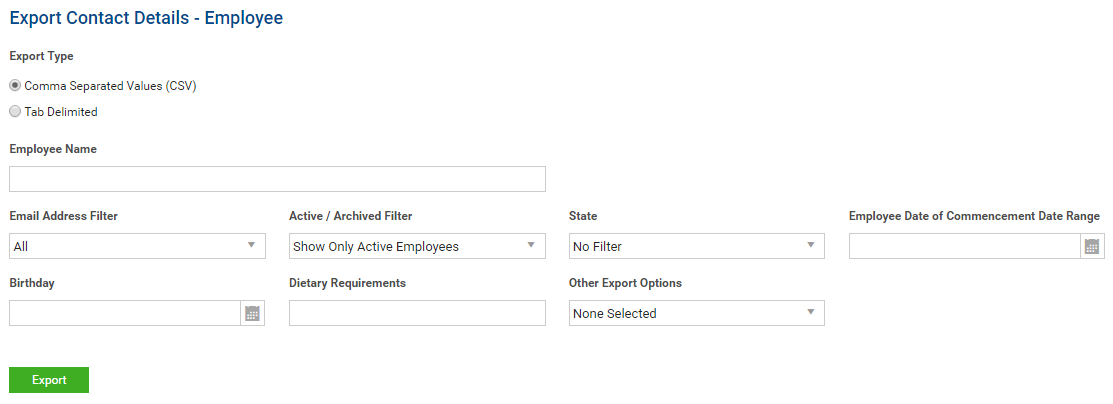 Export Contact Details - Employee
Export Type
Comma Separated Values (CSV)
Tab Delimited
Employee Name
Email Address Filter Active / Archived Filter State Employee Date of Commencement Date Range
All Show Only Active Employees No Filter
Birthday Dietary Requirements Other Export Options
None Selected
Export